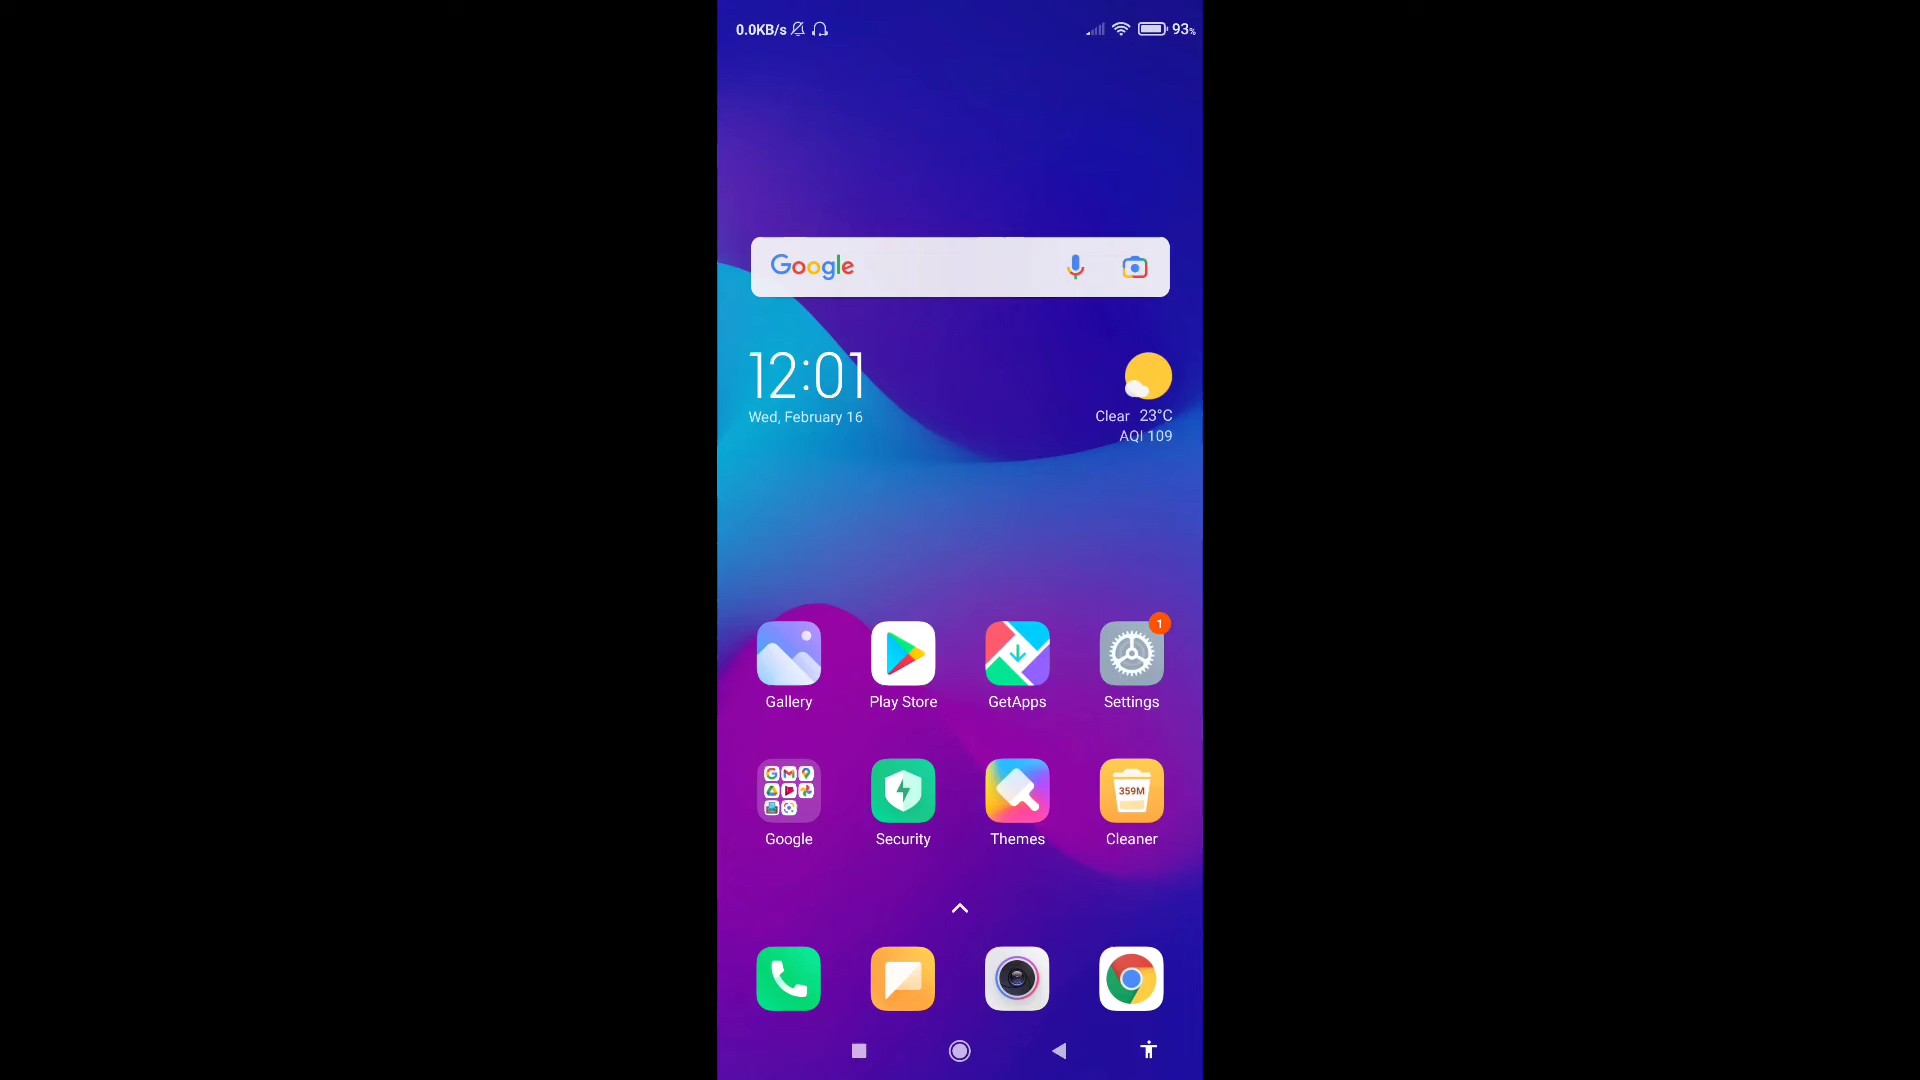 0.0KB/s 93%
Google
12:01
Wed, February 16
Clear 23°C
AQI 109
1
Gallery Play Store GetApps Settings
359M
Google Security Themes Cleaner